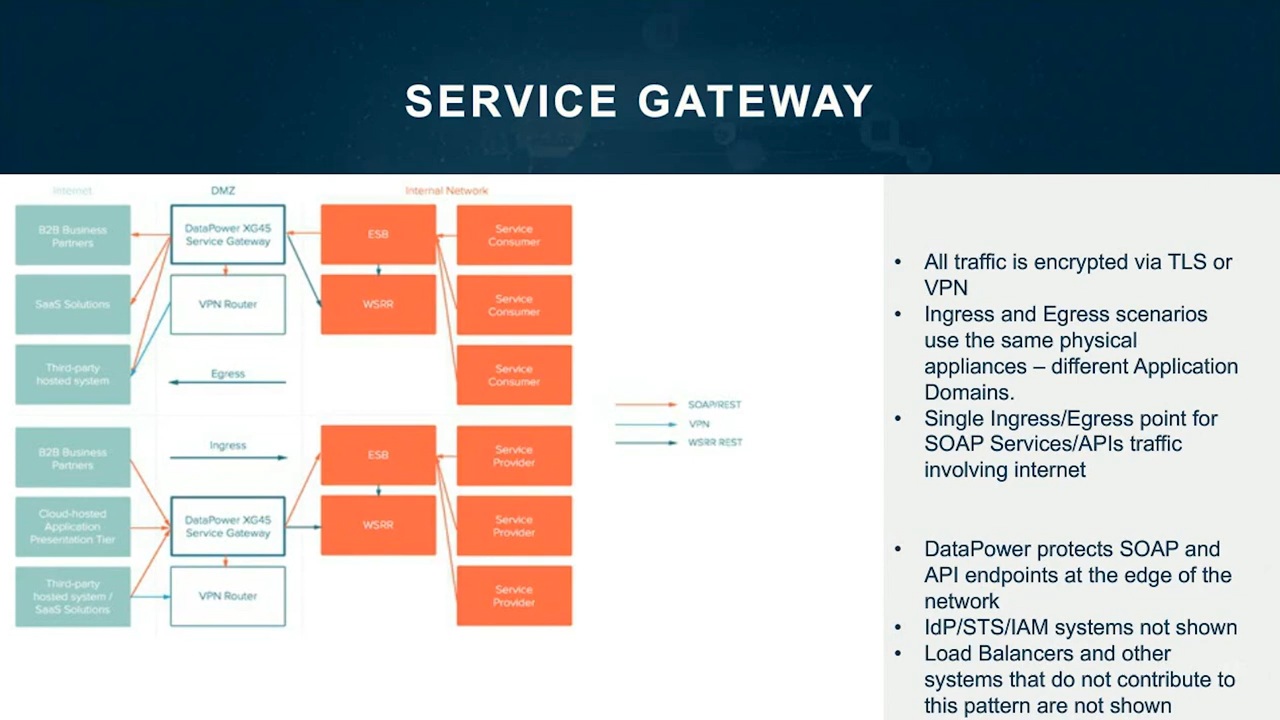 SERVICE GATEWAY
Internet
DMZ
Internal Network
B2B Business
Partners
DataPower XG45
Service Gateway
ESB
Service
Consumer
SaaS Solutions
VPN Router
WSRR
Service
Consumer
Third-party
hosted system
Egress
Service
Consumer
SOAP/REST
VPN
WSRR REST
B2B Business
Partners
Ingress
ESB
Service
Provider
Cloud-hosted
Application
Presentation Tier
DataPower XG45
Service Gateway
WSRR
Service
Provider
Third-party
hosted system /
SaaS Solutions
VPN Router
Service
Provider
• All traffic is encrypted via TLS or
VPN
• Ingress and Egress scenarios
use the same physical
appliances – different Application
Domains.
• Single Ingress/Egress point for
SOAP Services/APIs traffic
involving internet
• DataPower protects SOAP and
API endpoints at the edge of the
network
• IdP/STS/IAM systems not shown
• Load Balancers and other
systems that do not contribute to
this pattern are not shown